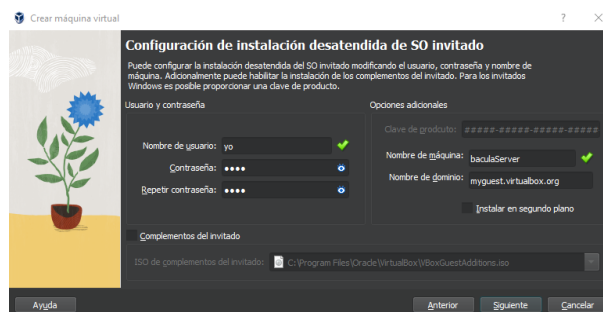 Crear máquina virtual
Configuración de instalación desatendida de SO invitado
Puede configurar la instalación desatendida del SO invitado modificando el usuario, contraseña y nombre de
máquina. Adicionalmente puede habilitar la instalación de los complementos del invitado. Para los invitados
Windows es posible proporcionar una clave de producto.
Usuario y contraseña
Nombre de usuario: yo
Contraseña: ●●●●
Repetir contraseña: ●●●●
Opciones adicionales
Clave de prodcuto: #####-#####-#####-#####-#####
Nombre de máquina: baculaServer
Nombre de dominio: myguest.virtualbox.org
Instalar en segundo plano
Complementos del invitado
ISO de complementos del invitado: C:\Program Files\Oracle\VirtualBox\VBoxGuestAdditions.iso
Ayuda
Anterior
Siguiente
Cancelar